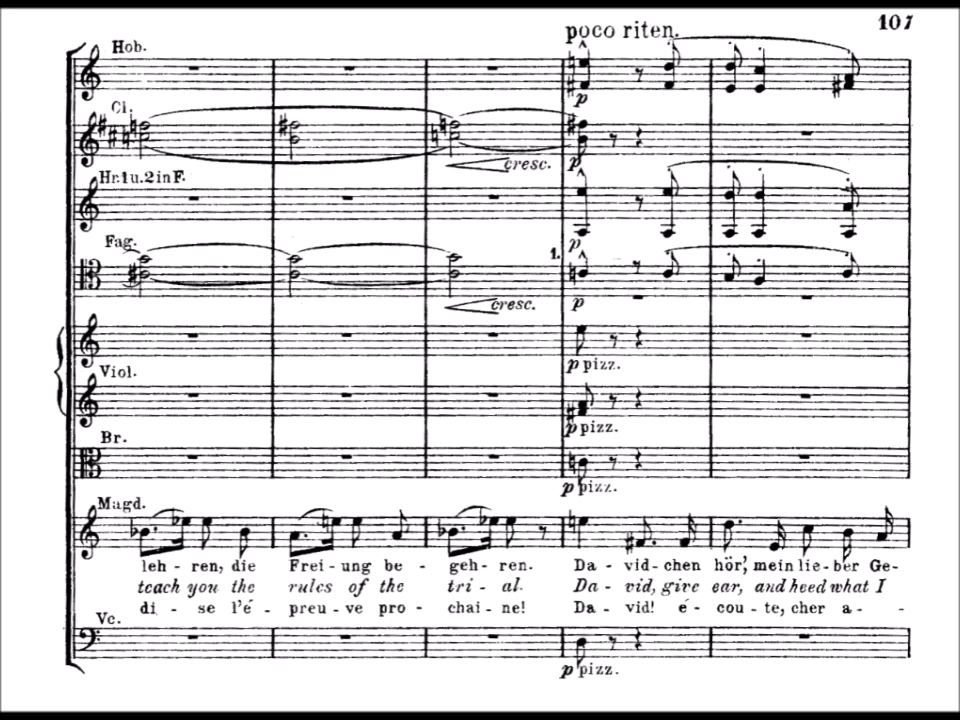 107
poco riten.
Hob.
p
Cl.
cresc.
p
Hr.1u.2 in F.
p
Fag.
1.
cresc.
p
p pizz.
Viol.
p pizz.
Br.
p pizz.
Magd.
leh - ren, die Frei - ung be - geh - ren. Da - vid - chen hör', mein lie - ber Ge-
teach you the rules of the tri - al. Da - vid, give ear, and heed what I
di - se l'é - preu - ve pro - chai - ne! Da - vid! é - cou - te, cher a - -
Vc.
p pizz.